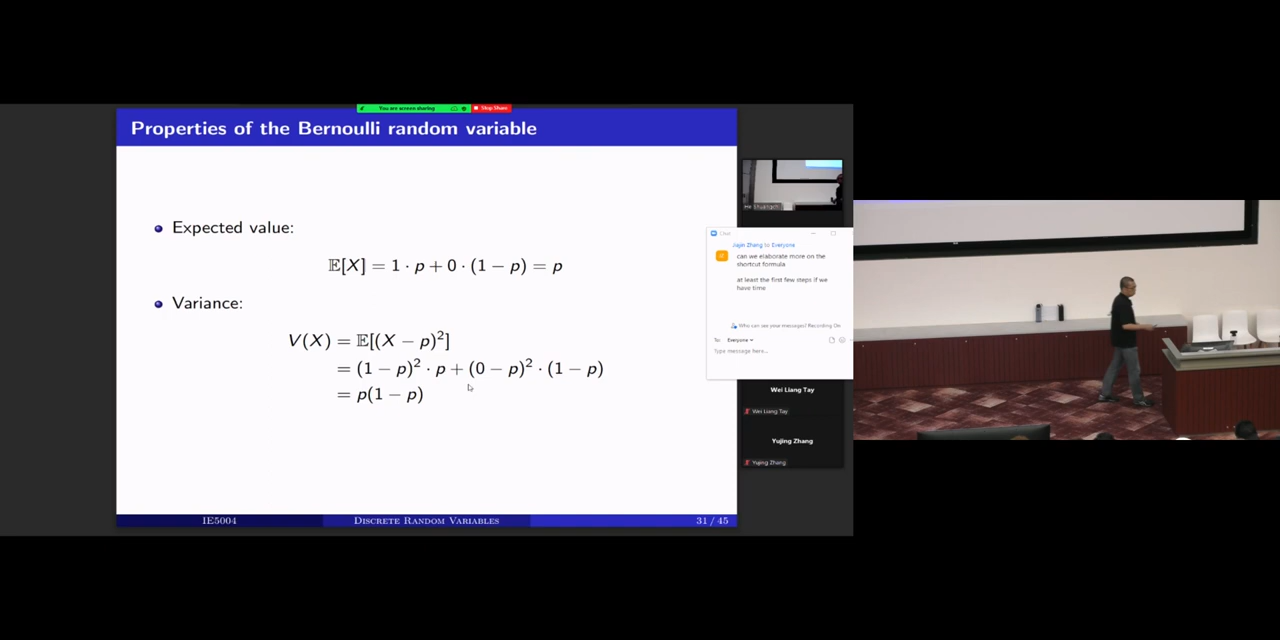 You are screen sharing
Stop Share
Properties of the Bernoulli random variable
Expected value:
𝔼[X] = 1 · p + 0 · (1 − p) = p
Variance:
V(X) = 𝔼[(X − p)²]
= (1 − p)² · p + (0 − p)² · (1 − p)
= p(1 − p)
IE5004
Discrete Random Variables
31 / 45
Chat
Jiajin Zhang to Everyone
can we elaborate more on the
shortcut formula
at least the first few steps if we
have time
Who can see your messages? Recording On
To: Everyone
Type message here...
Wei Liang Tay
Wei Liang Tay
Yujing Zhang
Yujing Zhang